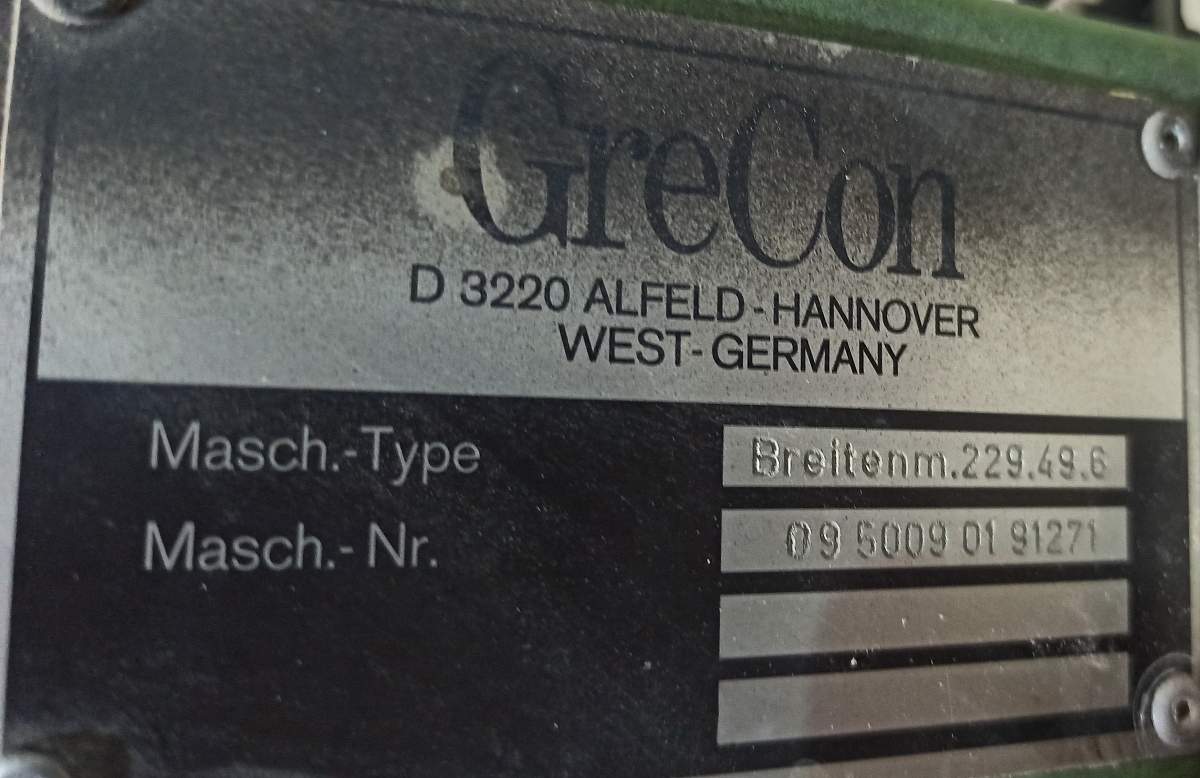 GreCon
D 3220 ALFELD-HANNOVER
WEST-GERMANY
Masch.-Type Breitenm.229.49.6
Masch.-Nr. 09 5009 01 91271